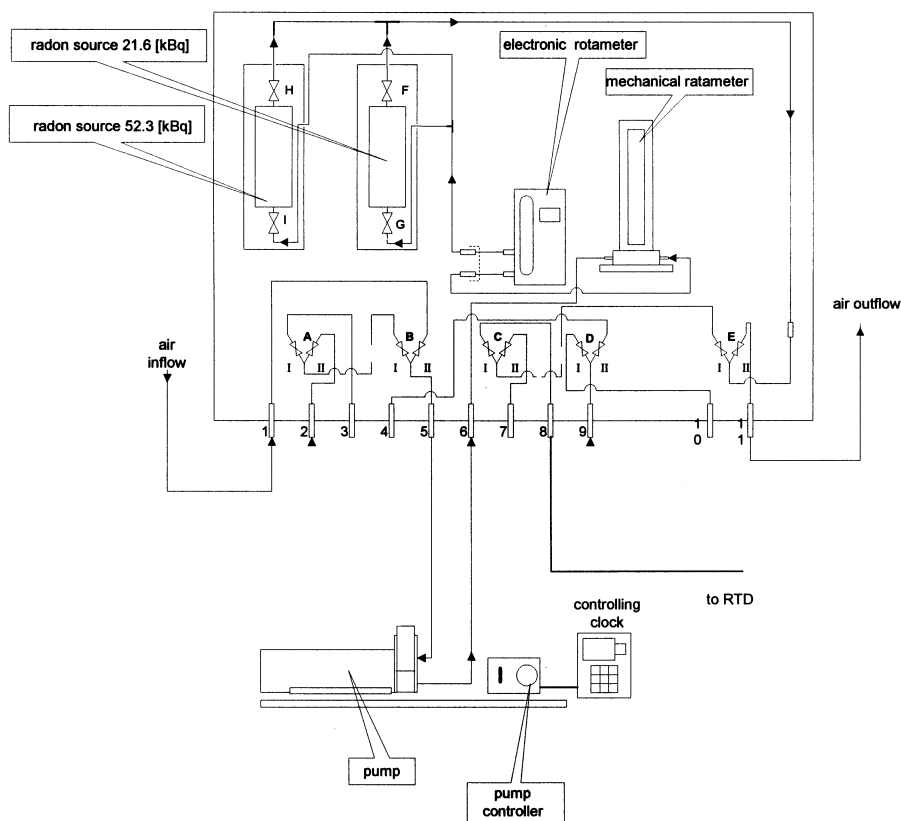 radon source 21.6 [kBq]
electronic rotameter
mechanical ratameter
H
F
radon source 52.3 [kBq]
I
G
air outflow
air
inflow
A
B
C
D
E
I
II
I
II
I
II
I
II
I
II
1
2
3
4
5
6
7
8
9
1
0
1
1
to RTD
controlling
clock
pump
pump
controller